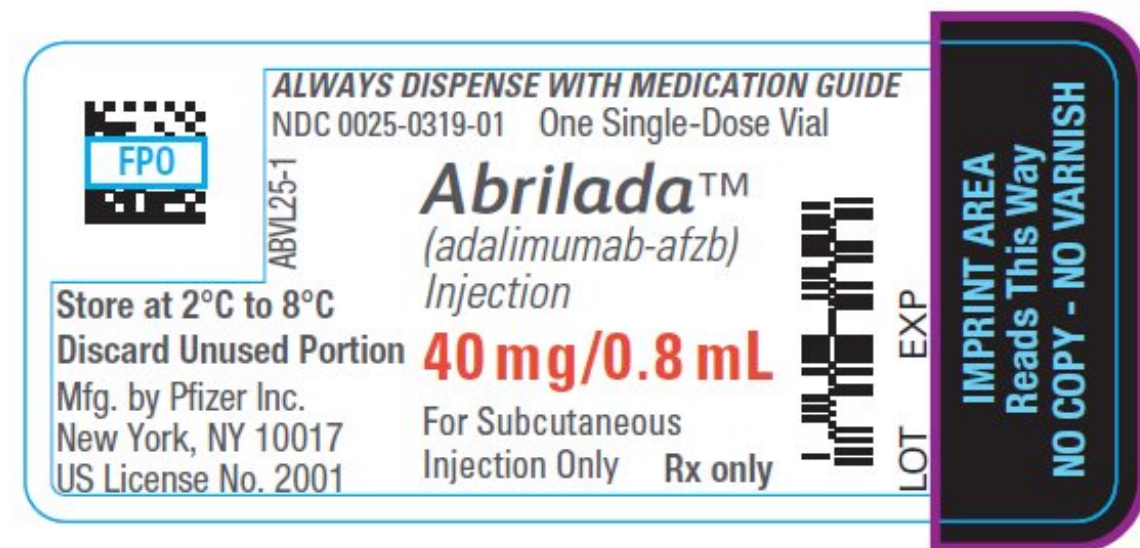 ALWAYS DISPENSE WITH MEDICATION GUIDE
NDC 0025-0319-01 One Single-Dose Vial
FPO
ABVL25-1
Abrilada™
(adalimumab-afzb)
Injection
40 mg/0.8 mL
For Subcutaneous
Injection Only Rx only
Store at 2°C to 8°C
Discard Unused Portion
Mfg. by Pfizer Inc.
New York, NY 10017
US License No. 2001
LOT EXP
IMPRINT AREA
Reads This Way
NO COPY - NO VARNISH